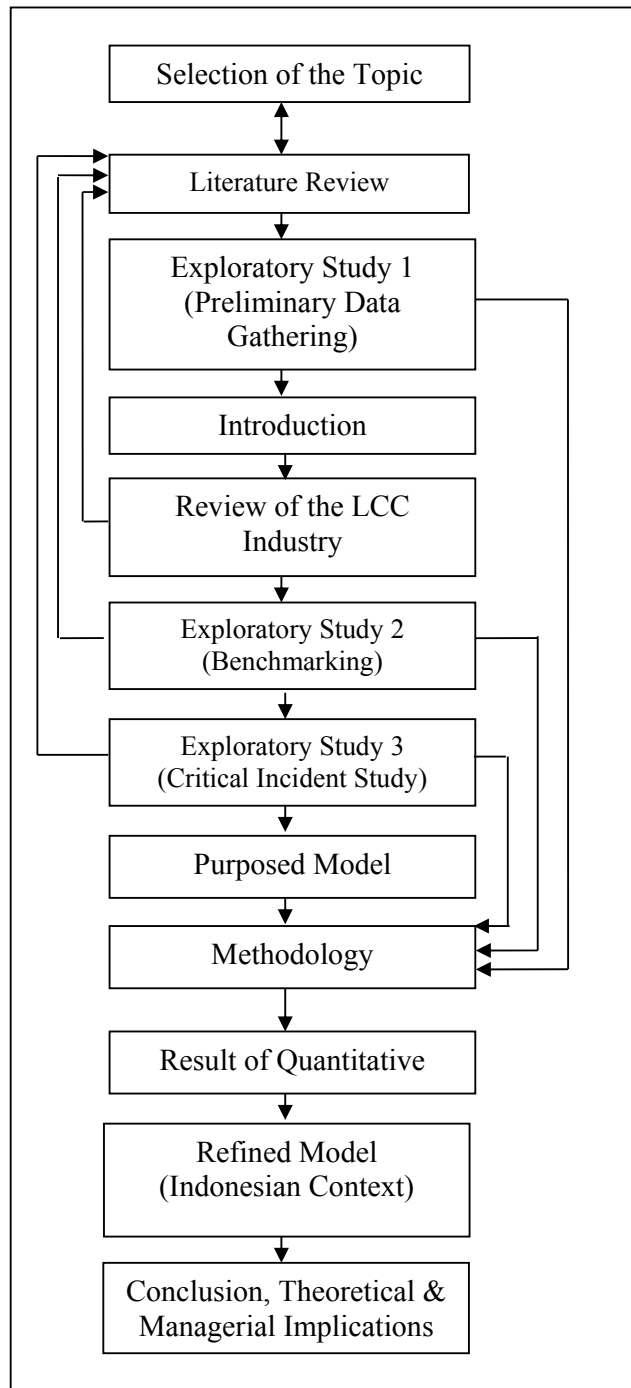 Selection of the Topic
Literature Review
Exploratory Study 1
(Preliminary Data
Gathering)
Introduction
Review of the LCC
Industry
Exploratory Study 2
(Benchmarking)
Exploratory Study 3
(Critical Incident Study)
Purposed Model
Methodology
Result of Quantitative
Refined Model
(Indonesian Context)
Conclusion, Theoretical &
Managerial Implications